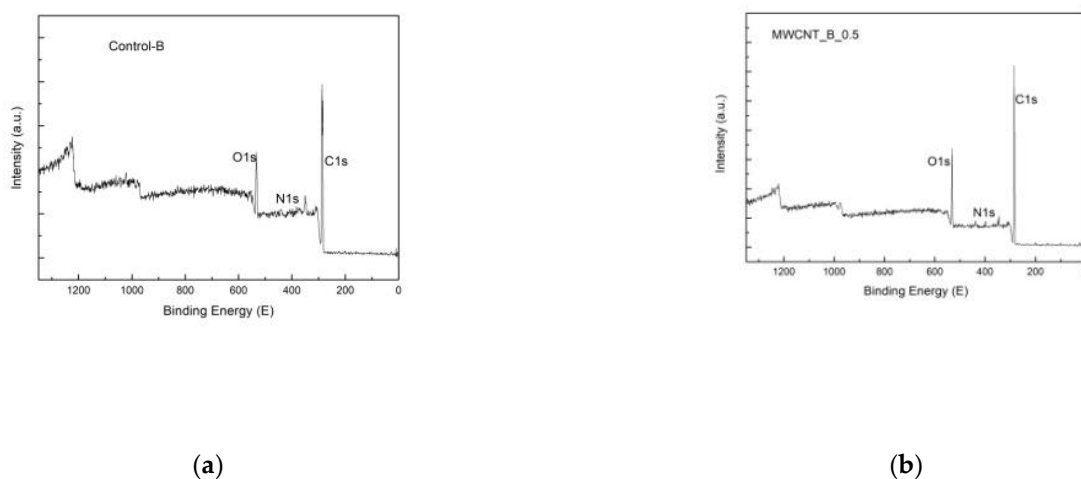 Control-B
Intensity (a.u.)
O1s
N1s
C1s
1200 1000 800 600 400 200 0
Binding Energy (E)
(a)
MWCNT_B_0.5
Intensity (a.u.)
O1s
N1s
C1s
1200 1000 800 600 400 200
Binding Energy (E)
(b)